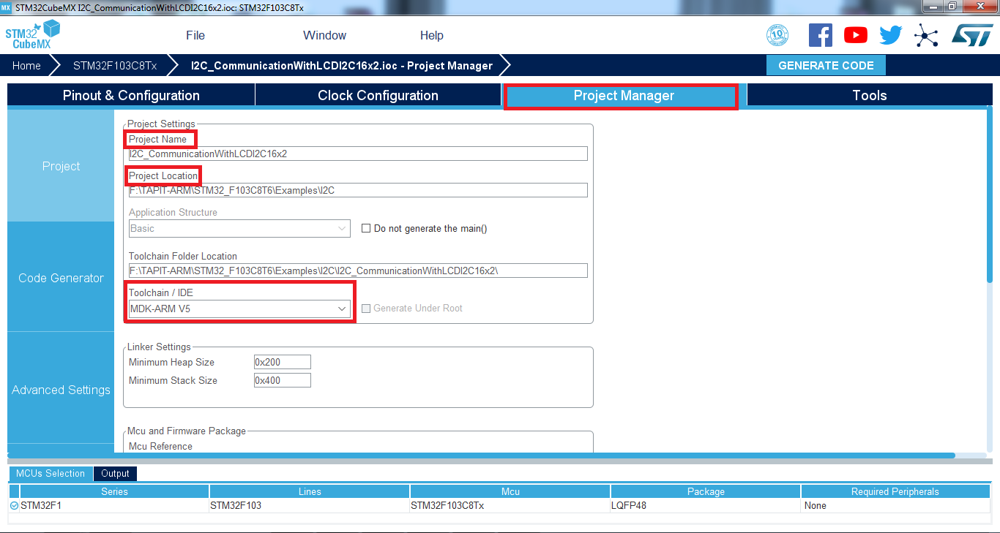 MX STM32CubeMX I2C_CommunicationWithLCDI2C16x2.ioc: STM32F103C8Tx
STM32
CubeMX
File Window Help
10
ST
Home STM32F103C8Tx I2C_CommunicationWithLCDI2C16x2.ioc - Project Manager GENERATE CODE
Pinout & Configuration Clock Configuration Project Manager Tools
Project
Code Generator
Advanced Settings
Project Settings
Project Name
I2C_CommunicationWithLCDI2C16x2
Project Location
F:\TAPIT-ARM\STM32_F103C8T6\Examples\I2C
Application Structure
Basic Do not generate the main()
Toolchain Folder Location
F:\TAPIT-ARM\STM32_F103C8T6\Examples\I2C\I2C_CommunicationWithLCDI2C16x2\
Toolchain / IDE
MDK-ARM V5 Generate Under Root
Linker Settings
Minimum Heap Size 0x200
Minimum Stack Size 0x400
Mcu and Firmware Package
Mcu Reference
MCUs Selection Output
Series Lines Mcu Package Required Peripherals
STM32F1 STM32F103 STM32F103C8Tx LQFP48 None